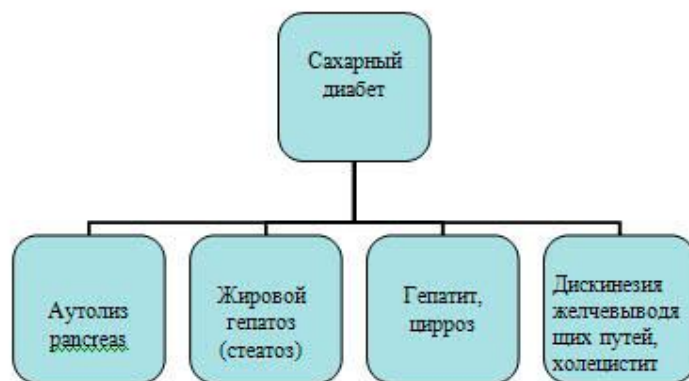 Сахарный
диабет
Аутолиз
pancreas
Жировой
гепатоз
(стеатоз)
Гепатит,
цирроз
Дискинезия
желчевыводя
щих путей,
холецистит